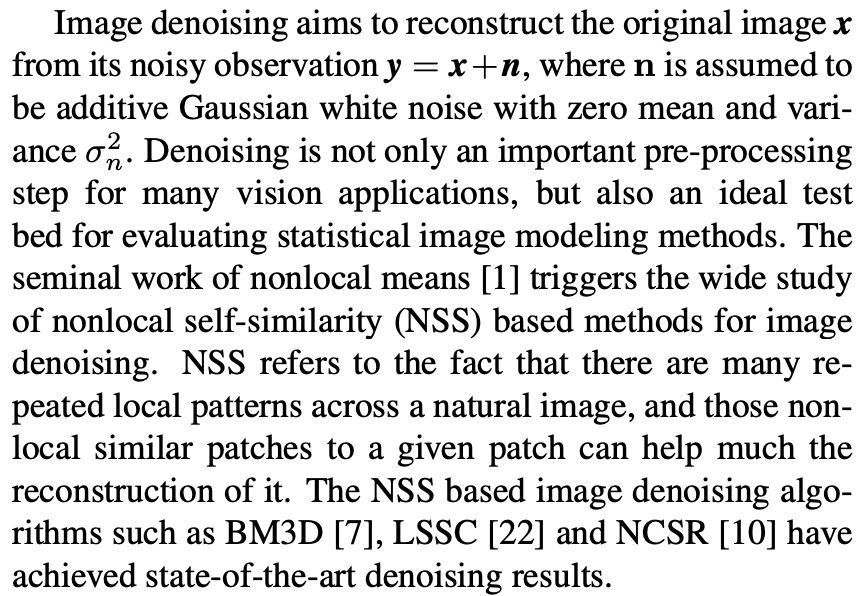 Image denoising aims to reconstruct the original image x
from its noisy observation y = x+n, where n is assumed to
be additive Gaussian white noise with zero mean and vari-
ance σ_n^2. Denoising is not only an important pre-processing
step for many vision applications, but also an ideal test
bed for evaluating statistical image modeling methods. The
seminal work of nonlocal means [1] triggers the wide study
of nonlocal self-similarity (NSS) based methods for image
denoising. NSS refers to the fact that there are many re-
peated local patterns across a natural image, and those non-
local similar patches to a given patch can help much the
reconstruction of it. The NSS based image denoising algo-
rithms such as BM3D [7], LSSC [22] and NCSR [10] have
achieved state-of-the-art denoising results.